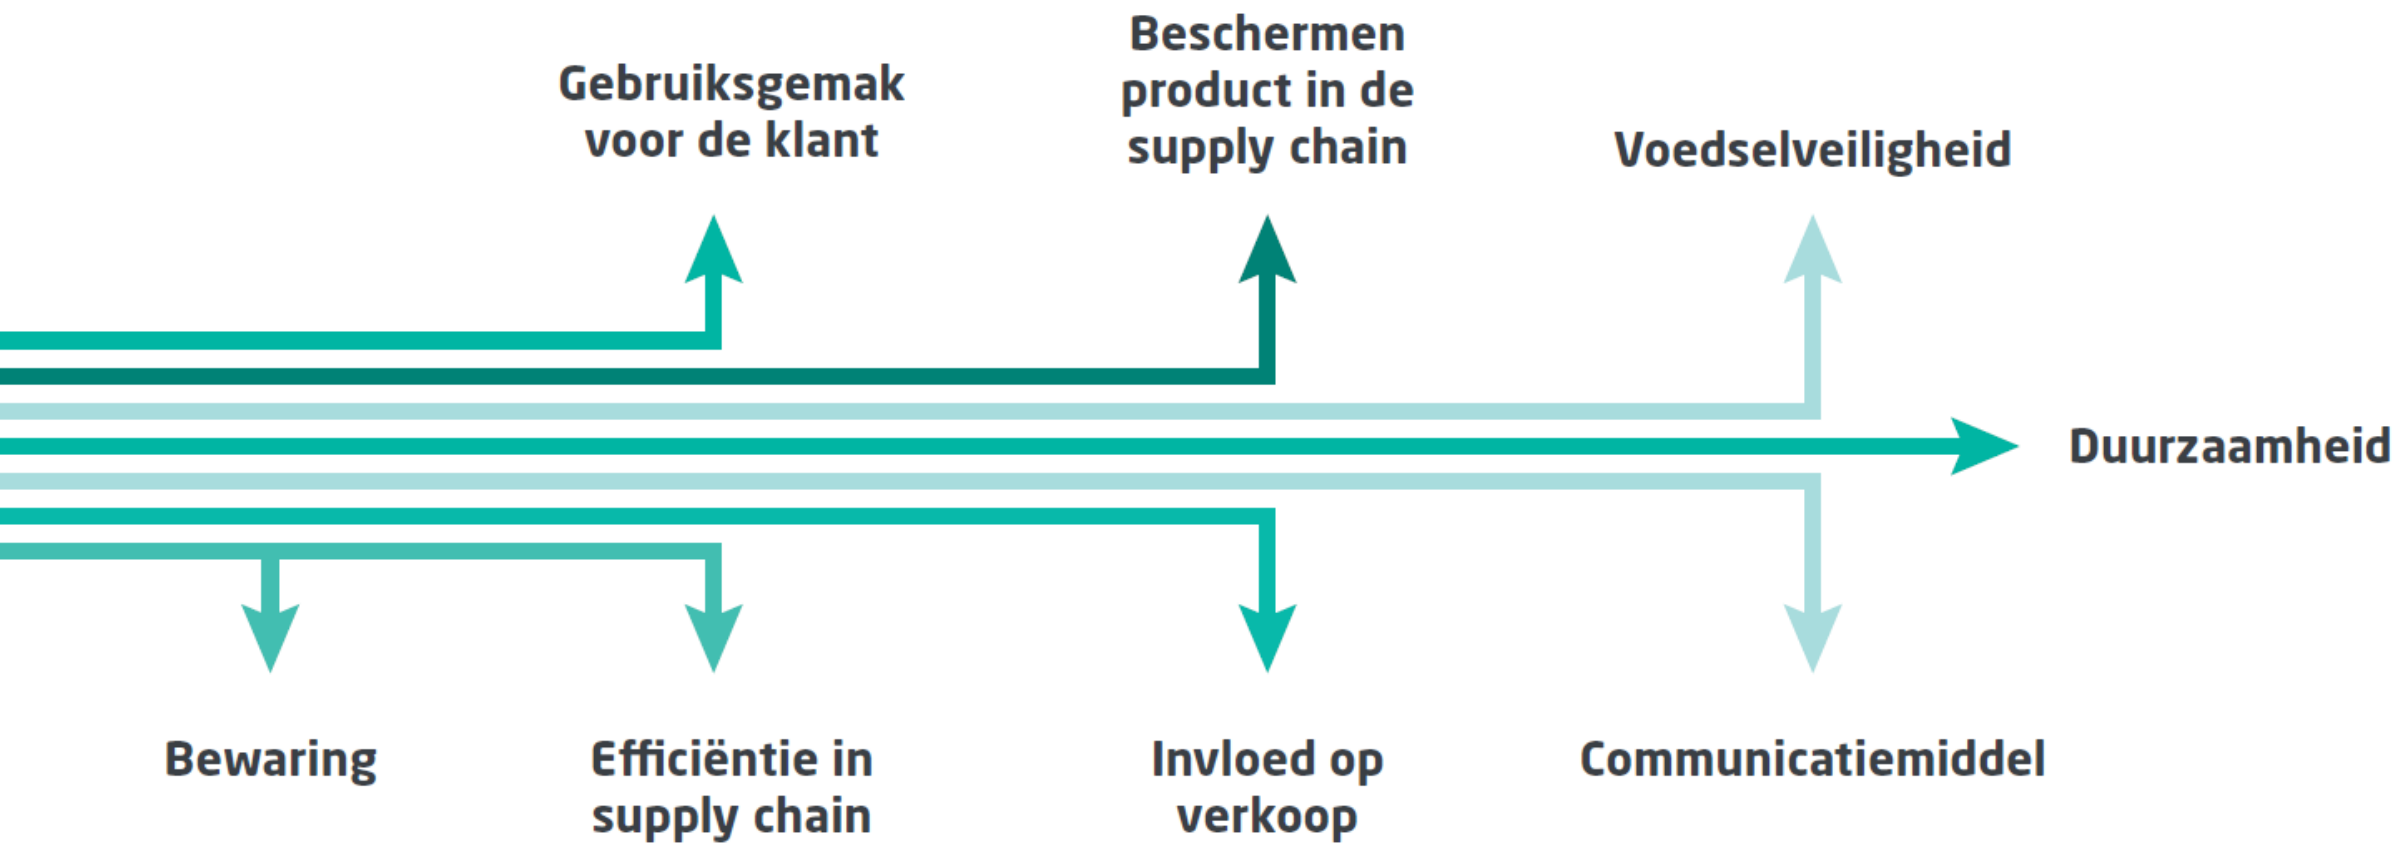 Gebruiksgemak
voor de klant
Beschermen
product in de
supply chain
Voedselveiligheid
Duurzaamheid
Bewaring
Efficiëntie in
supply chain
Invloed op
verkoop
Communicatiemiddel